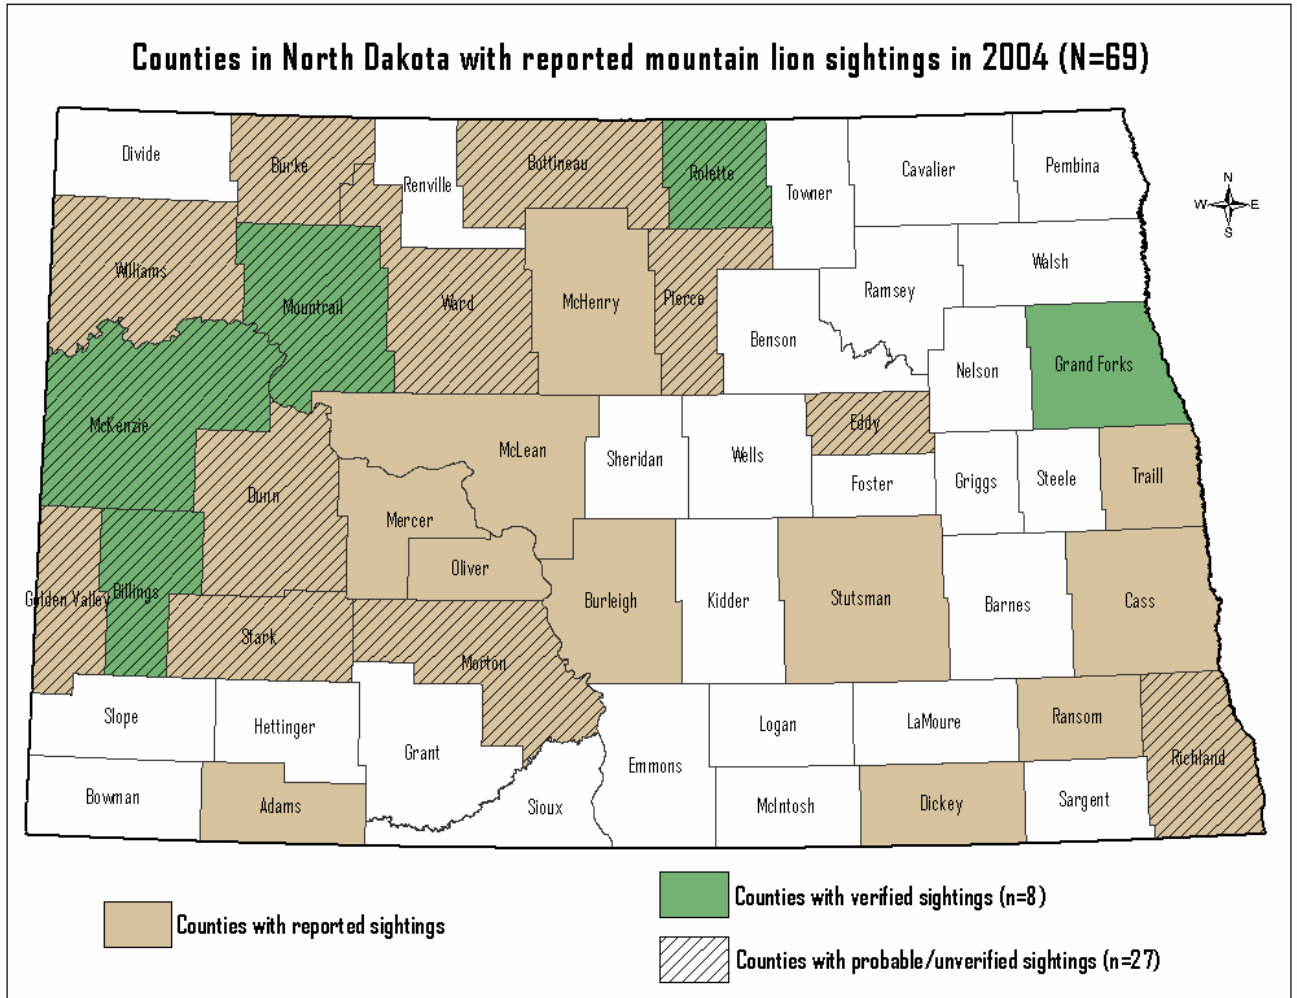 Counties in North Dakota with reported mountain lion sightings in 2004 (N=69)
Divide
Burke
Renville
Bottineau
Rolette
Towner
Cavalier
Pembina
N
W E
S
Williams
Mountrail
Ward
McHenry
Pierce
Benson
Ramsey
Walsh
Nelson
Grand Forks
McKenzie
Dunn
McLean
Sheridan
Wells
Eddy
Foster
Griggs
Steele
Traill
Mercer
Oliver
Golden Valley
Billings
Stark
Morton
Burleigh
Kidder
Stutsman
Barnes
Cass
Slope
Hettinger
Grant
Bowman
Adams
Sioux
Emmons
Logan
LaMoure
Ransom
Richland
McIntosh
Dickey
Sargent
Counties with reported sightings
Counties with verified sightings (n=8)
Counties with probable/unverified sightings (n=27)